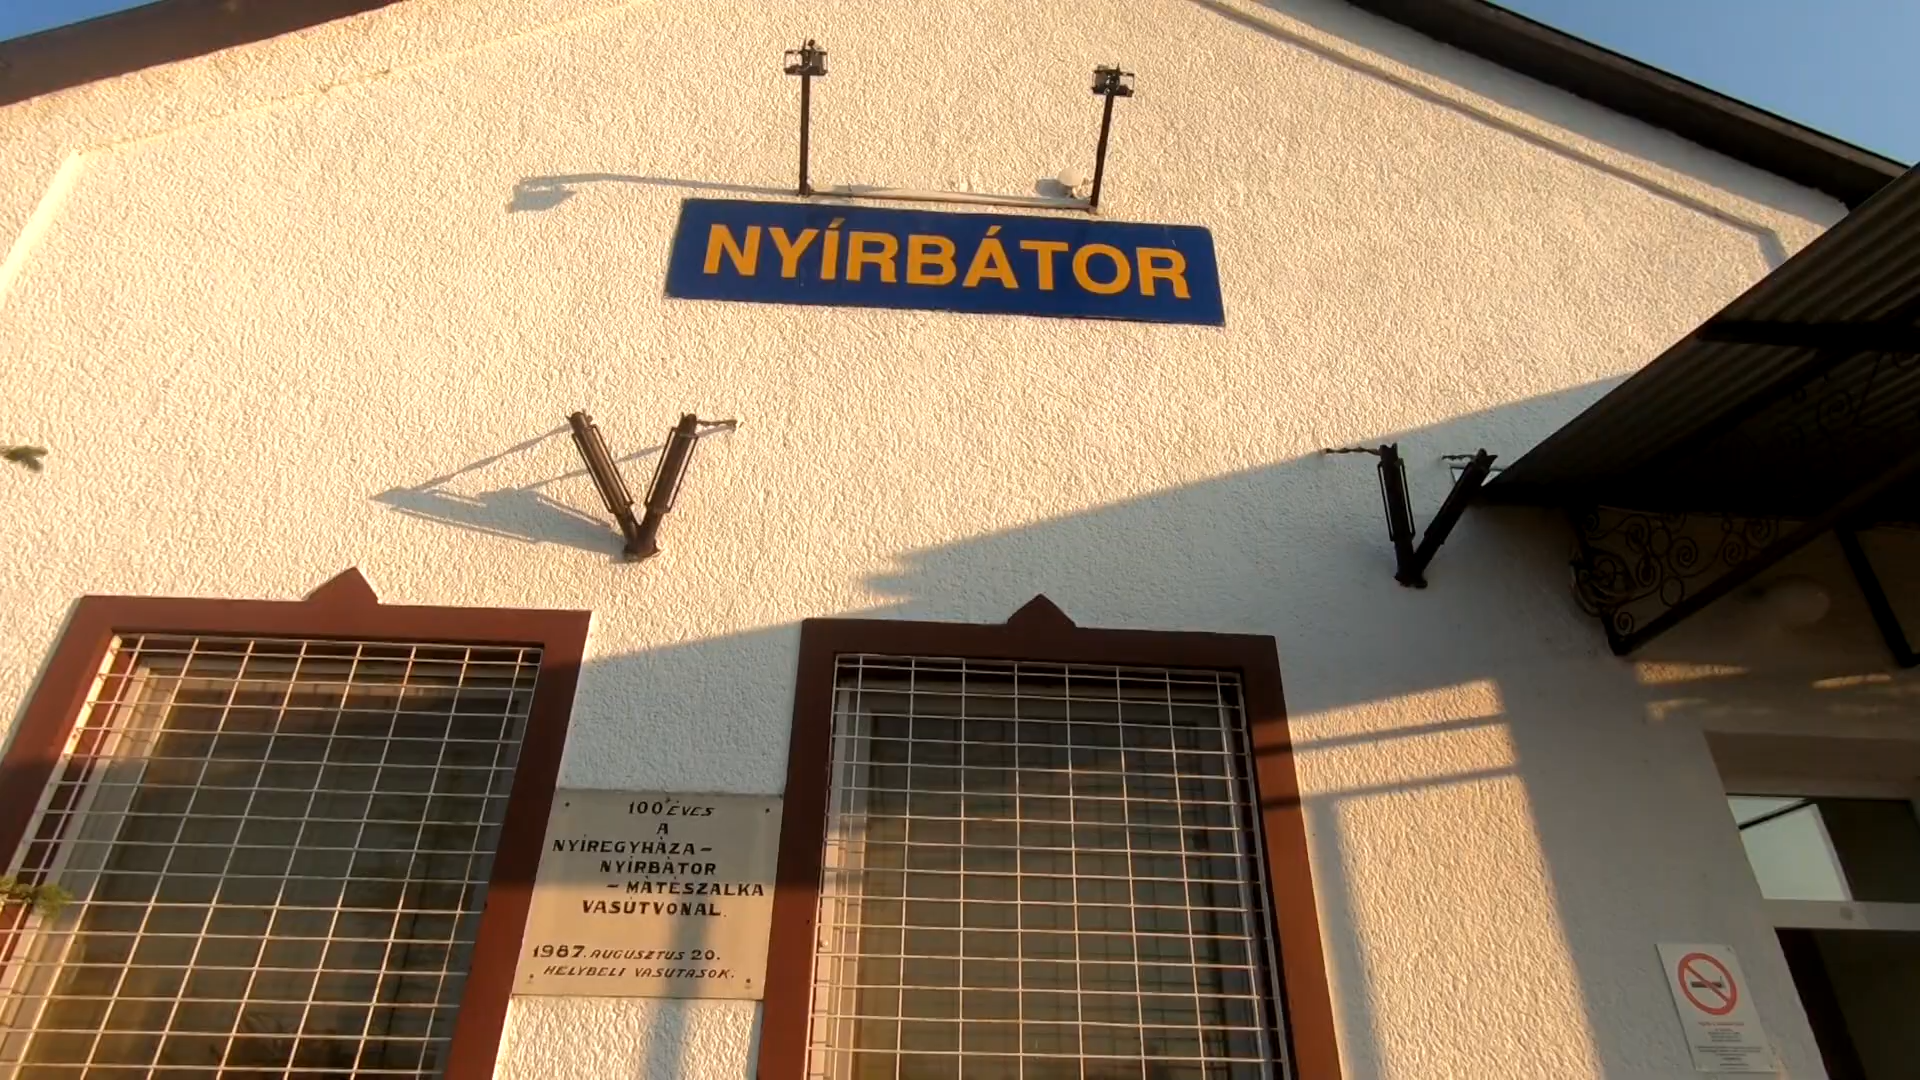 NYÍRBÁTOR
100 ÉVES
A
NYÍREGYHÁZA-
NYÍRBÁTOR
- MÁTÉSZALKA
VASÚTVONAL.
1987. AUGUSZTUS 20.
HELYBELI VASUTASOK.